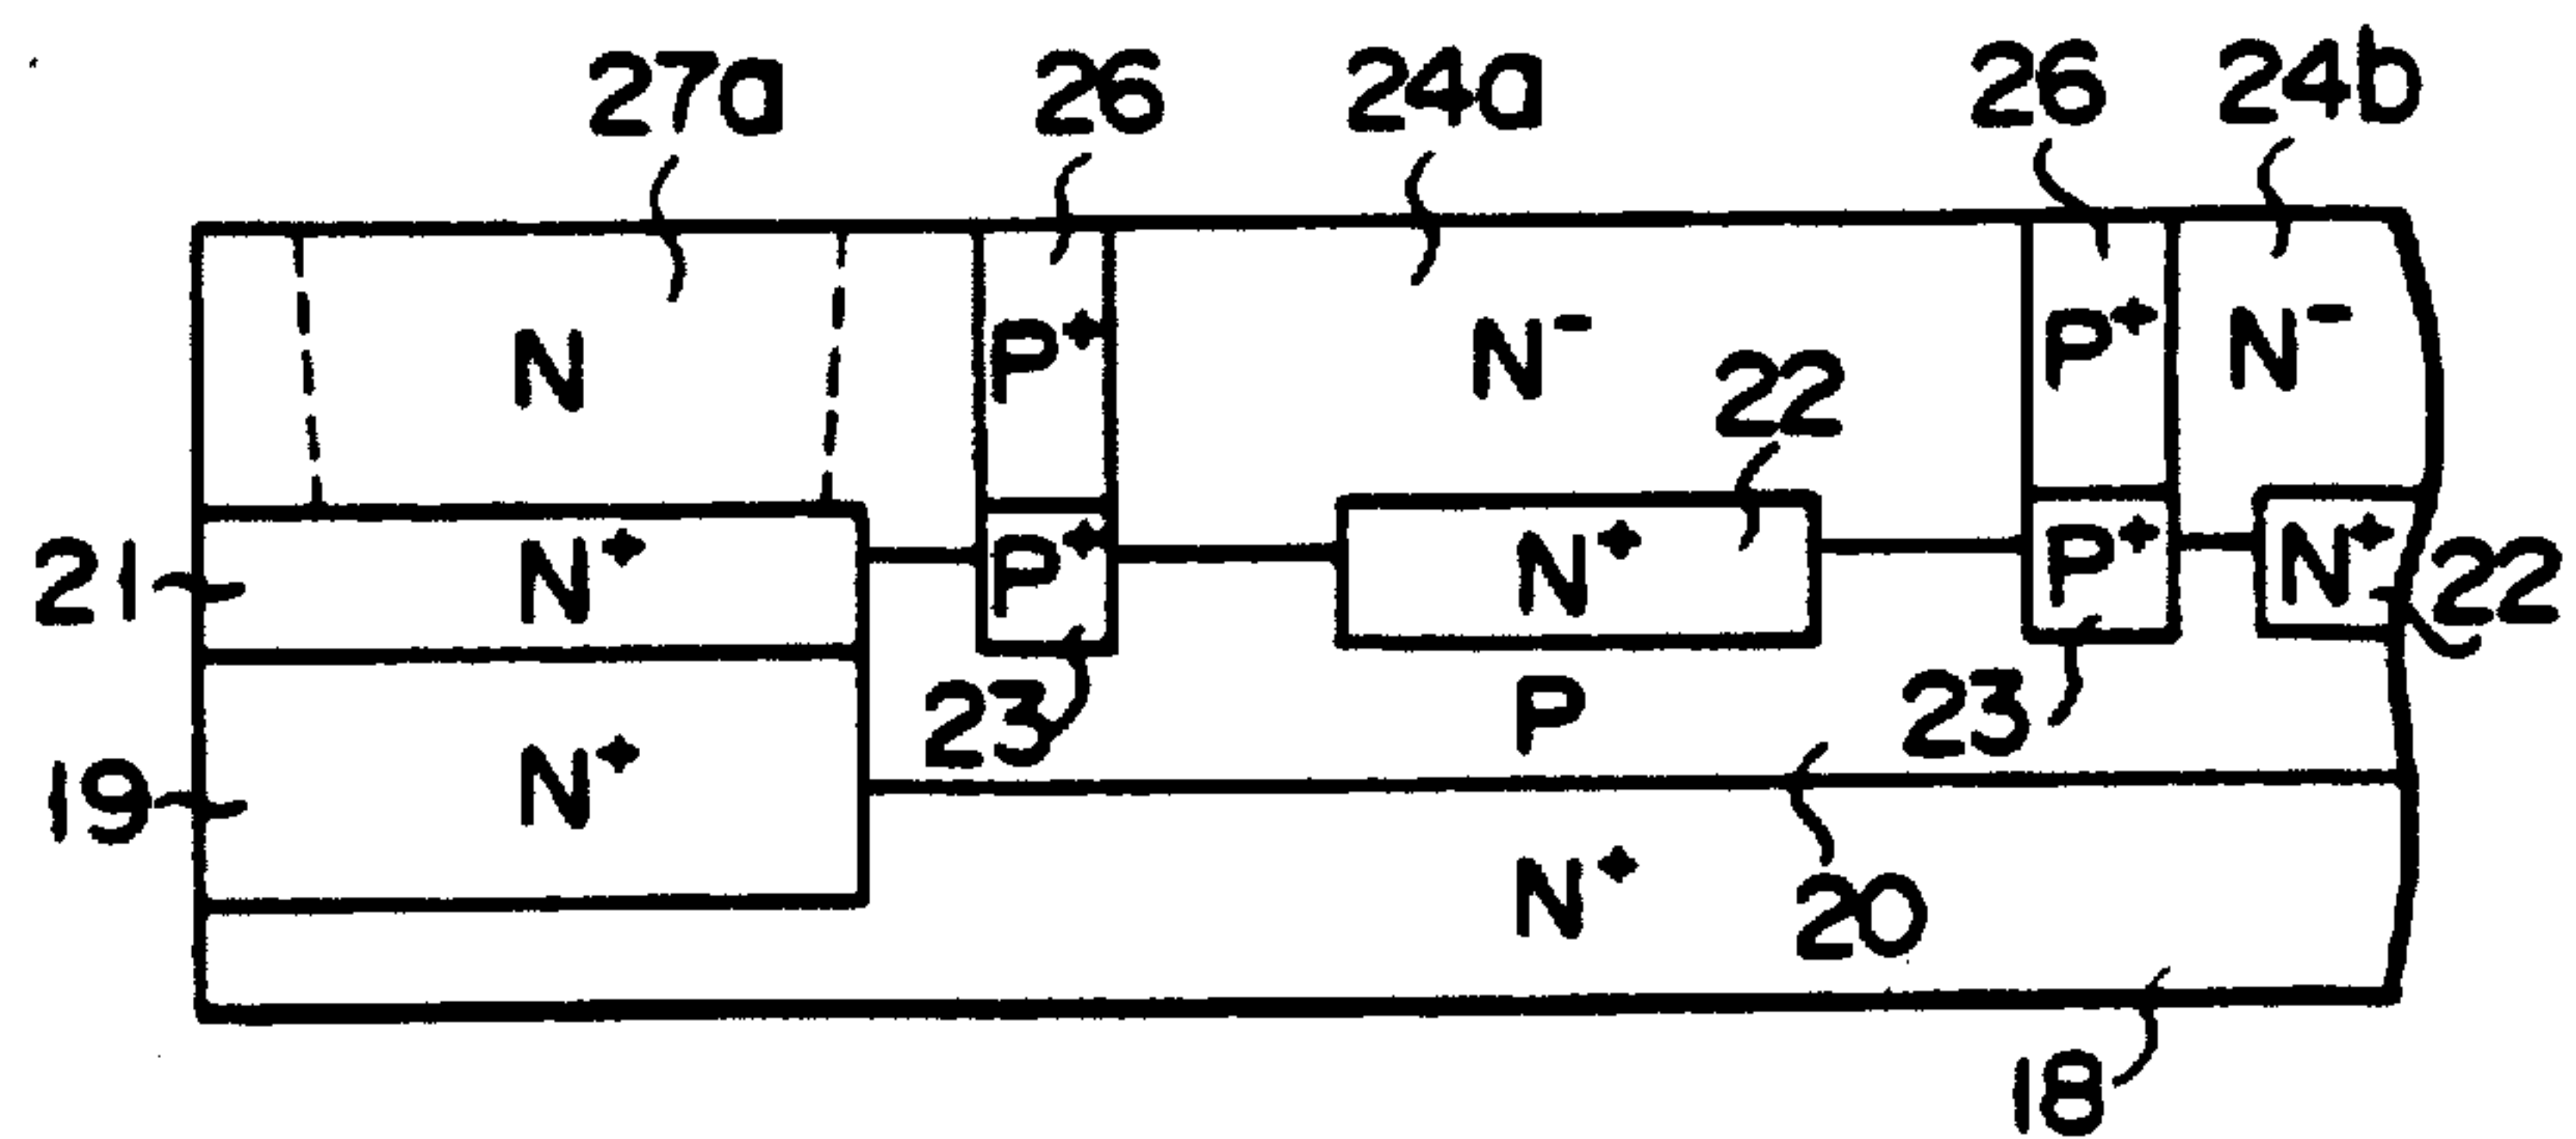 27a 26 24a 26 24b
N P+ N- P+ N-
22
21 N+ P+ N+ P+ N+ 22
23 P 23
19 N+
N+ 20
18